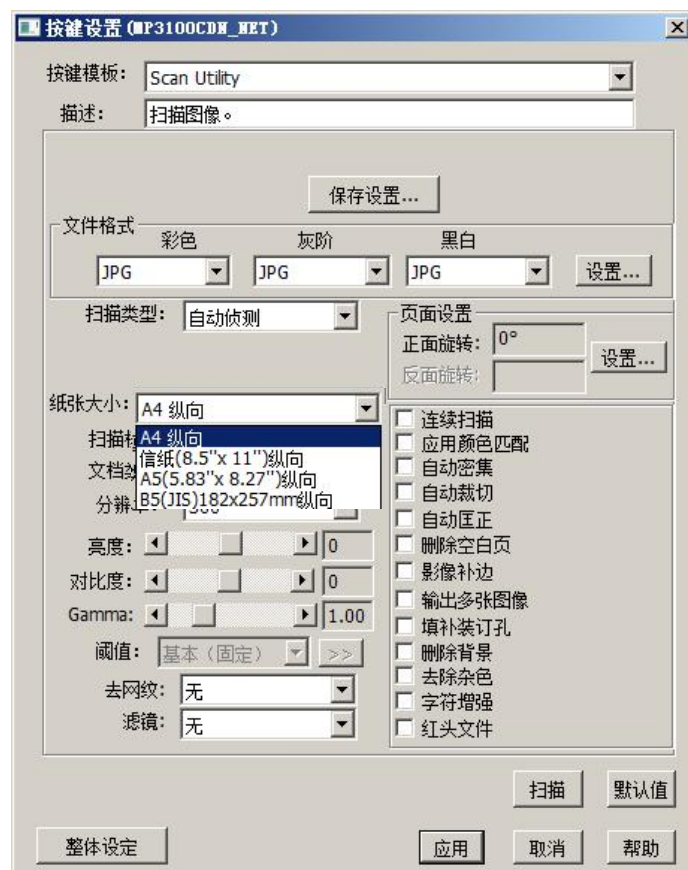 按键设置(MP3100CDN_NET)
按键模板: Scan Utility
描述: 扫描图像。
保存设置...
文件格式
彩色 灰阶 黑白
JPG JPG JPG 设置...
扫描类型: 自动侦测
页面设置
正面旋转: 0°
设置...
反面旋转:
纸张大小: A4 纵向
A4 纵向
信纸(8.5"x 11")纵向
A5(5.83"x 8.27")纵向
B5(JIS)182x257mm纵向
扫描
文档
分辨
亮度: 0
对比度: 0
Gamma: 1.00
阈值: 基本（固定） >>
去网纹: 无
滤镜: 无
连续扫描
应用颜色匹配
自动密集
自动裁切
自动匡正
删除空白页
影像补边
输出多张图像
填补装订孔
删除背景
去除杂色
字符增强
红头文件
扫描 默认值
整体设定 应用 取消 帮助